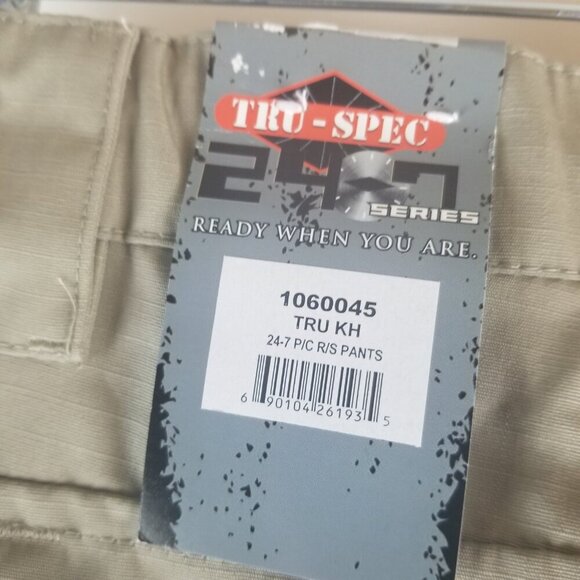 TRU-SPEC
24-7
SERIES
READY WHEN YOU ARE.
1060045
TRU KH
24-7 P/C R/S PANTS
6 90104 26193 5